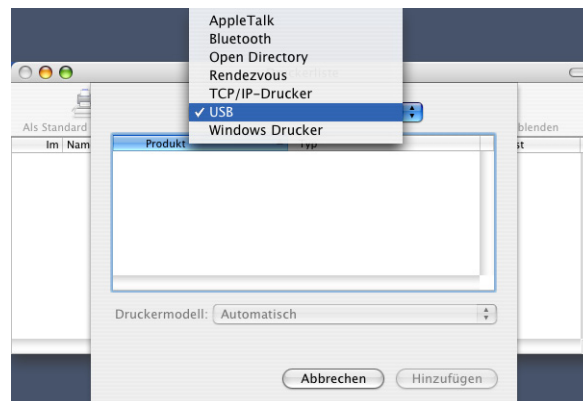 AppleTalk
Bluetooth
Open Directory
Rendezvous
TCP/IP-Drucker
✓ USB
Windows Drucker
Als Standard
blenden
Im Nam
Produkt
Typ
st
Druckermodell: Automatisch
Abbrechen Hinzufügen